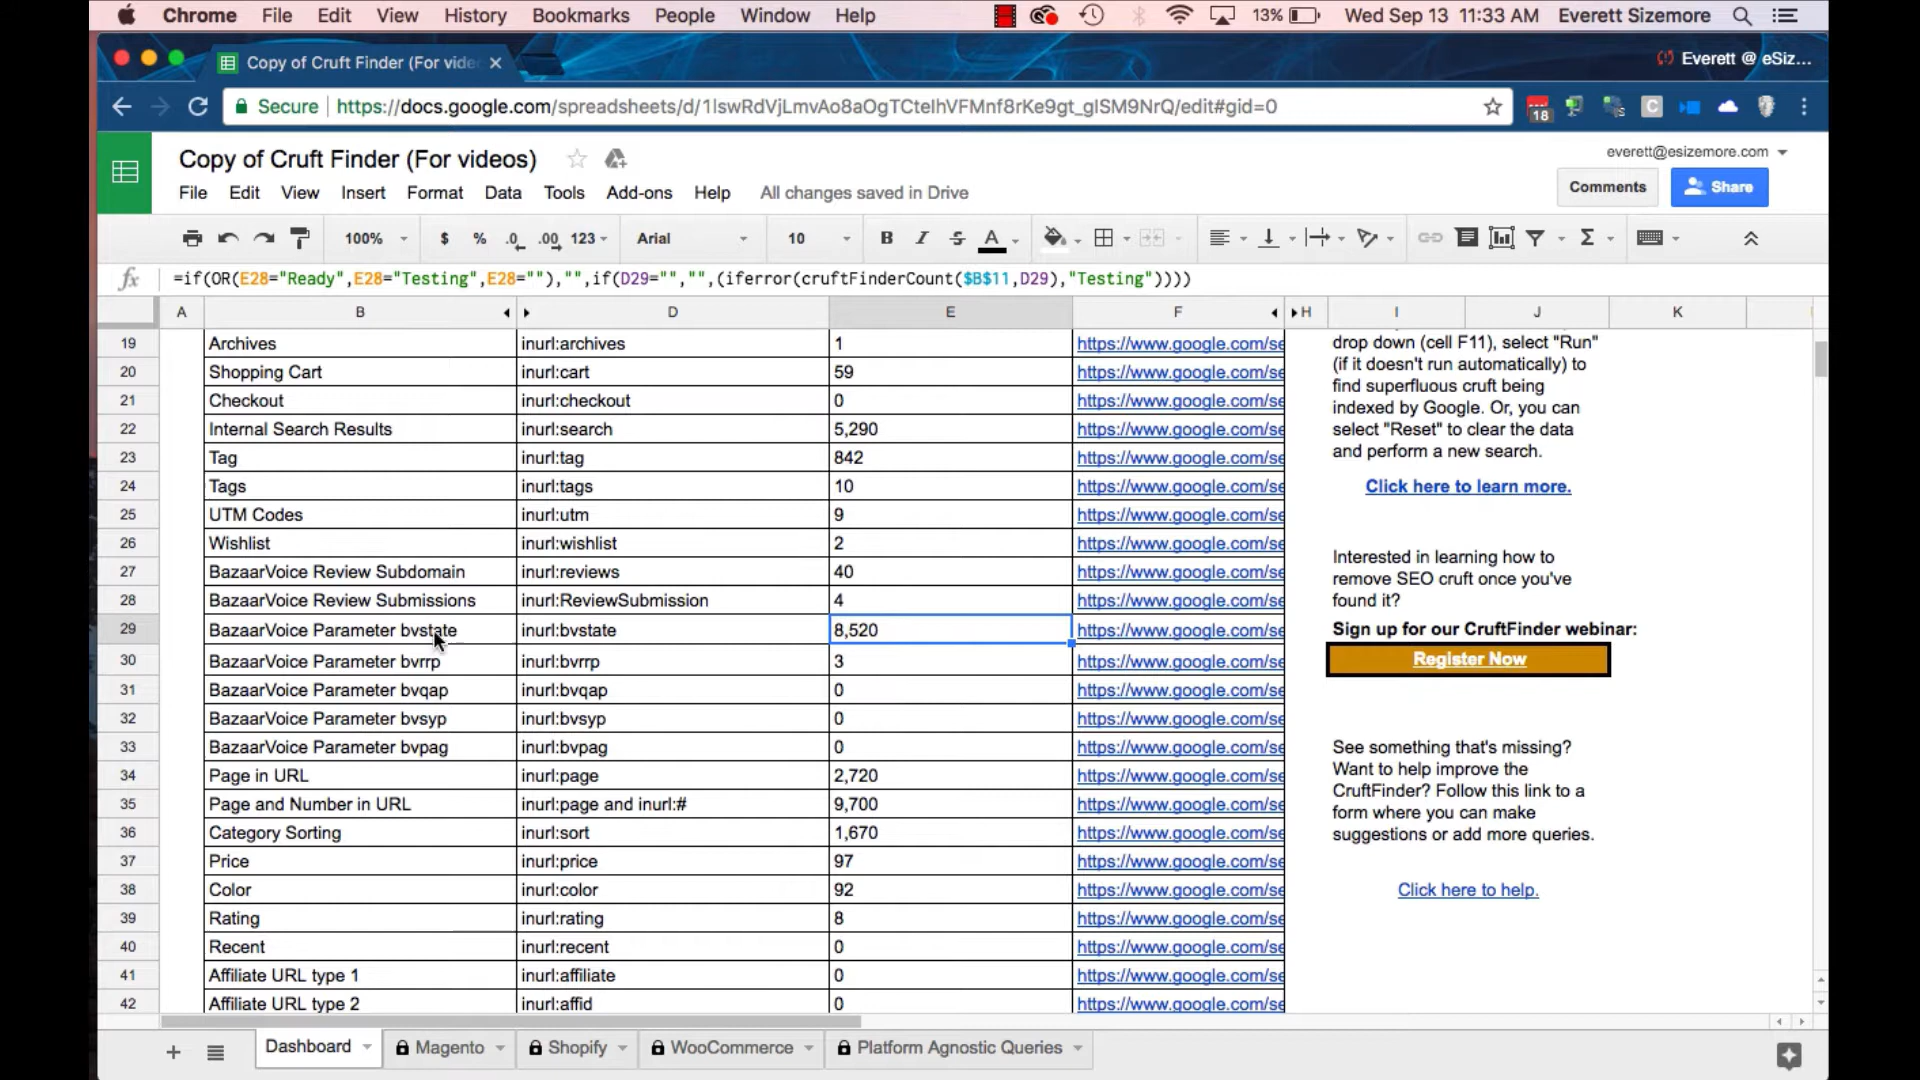 Chrome File Edit View History Bookmarks People Window Help 13% Wed Sep 13 11:33 AM Everett Sizemore
Copy of Cruft Finder (For vide
Everett @ eSiz...
Secure https://docs.google.com/spreadsheets/d/1lswRdVjLmvAo8aOgTCteIhVFMnf8rKe9gt_gISM9NrQ/edit#gid=0 18
Copy of Cruft Finder (For videos)
everett@esizemore.com
File Edit View Insert Format Data Tools Add-ons Help All changes saved in Drive
Comments Share
100% $ % .0 .00 123 Arial 10 B I S A
fx =if(OR(E28="Ready",E28="Testing",E28=""),"",if(D29="","",(iferror(cruftFinderCount($B$11,D29),"Testing"))))
A B D E F H I J K
19 Archives inurl:archives 1 https://www.google.com/se
20 Shopping Cart inurl:cart 59 https://www.google.com/se
21 Checkout inurl:checkout 0 https://www.google.com/se
22 Internal Search Results inurl:search 5,290 https://www.google.com/se
23 Tag inurl:tag 842 https://www.google.com/se
24 Tags inurl:tags 10 https://www.google.com/se
25 UTM Codes inurl:utm 9 https://www.google.com/se
26 Wishlist inurl:wishlist 2 https://www.google.com/se
27 BazaarVoice Review Subdomain inurl:reviews 40 https://www.google.com/se
28 BazaarVoice Review Submissions inurl:ReviewSubmission 4 https://www.google.com/se
29 BazaarVoice Parameter bvstate inurl:bvstate 8,520 https://www.google.com/se
30 BazaarVoice Parameter bvrrp inurl:bvrrp 3 https://www.google.com/se
31 BazaarVoice Parameter bvqap inurl:bvqap 0 https://www.google.com/se
32 BazaarVoice Parameter bvsyp inurl:bvsyp 0 https://www.google.com/se
33 BazaarVoice Parameter bvpag inurl:bvpag 0 https://www.google.com/se
34 Page in URL inurl:page 2,720 https://www.google.com/se
35 Page and Number in URL inurl:page and inurl:# 9,700 https://www.google.com/se
36 Category Sorting inurl:sort 1,670 https://www.google.com/se
37 Price inurl:price 97 https://www.google.com/se
38 Color inurl:color 92 https://www.google.com/se
39 Rating inurl:rating 8 https://www.google.com/se
40 Recent inurl:recent 0 https://www.google.com/se
41 Affiliate URL type 1 inurl:affiliate 0 https://www.google.com/se
42 Affiliate URL type 2 inurl:affid 0 https://www.google.com/se
drop down (cell F11), select "Run"
(if it doesn't run automatically) to
find superfluous cruft being
indexed by Google. Or, you can
select "Reset" to clear the data
and perform a new search.
Click here to learn more.
Interested in learning how to
remove SEO cruft once you've
found it?
Sign up for our CruftFinder webinar:
Register Now
See something that's missing?
Want to help improve the
CruftFinder? Follow this link to a
form where you can make
suggestions or add more queries.
Click here to help.
Dashboard Magento Shopify WooCommerce Platform Agnostic Queries